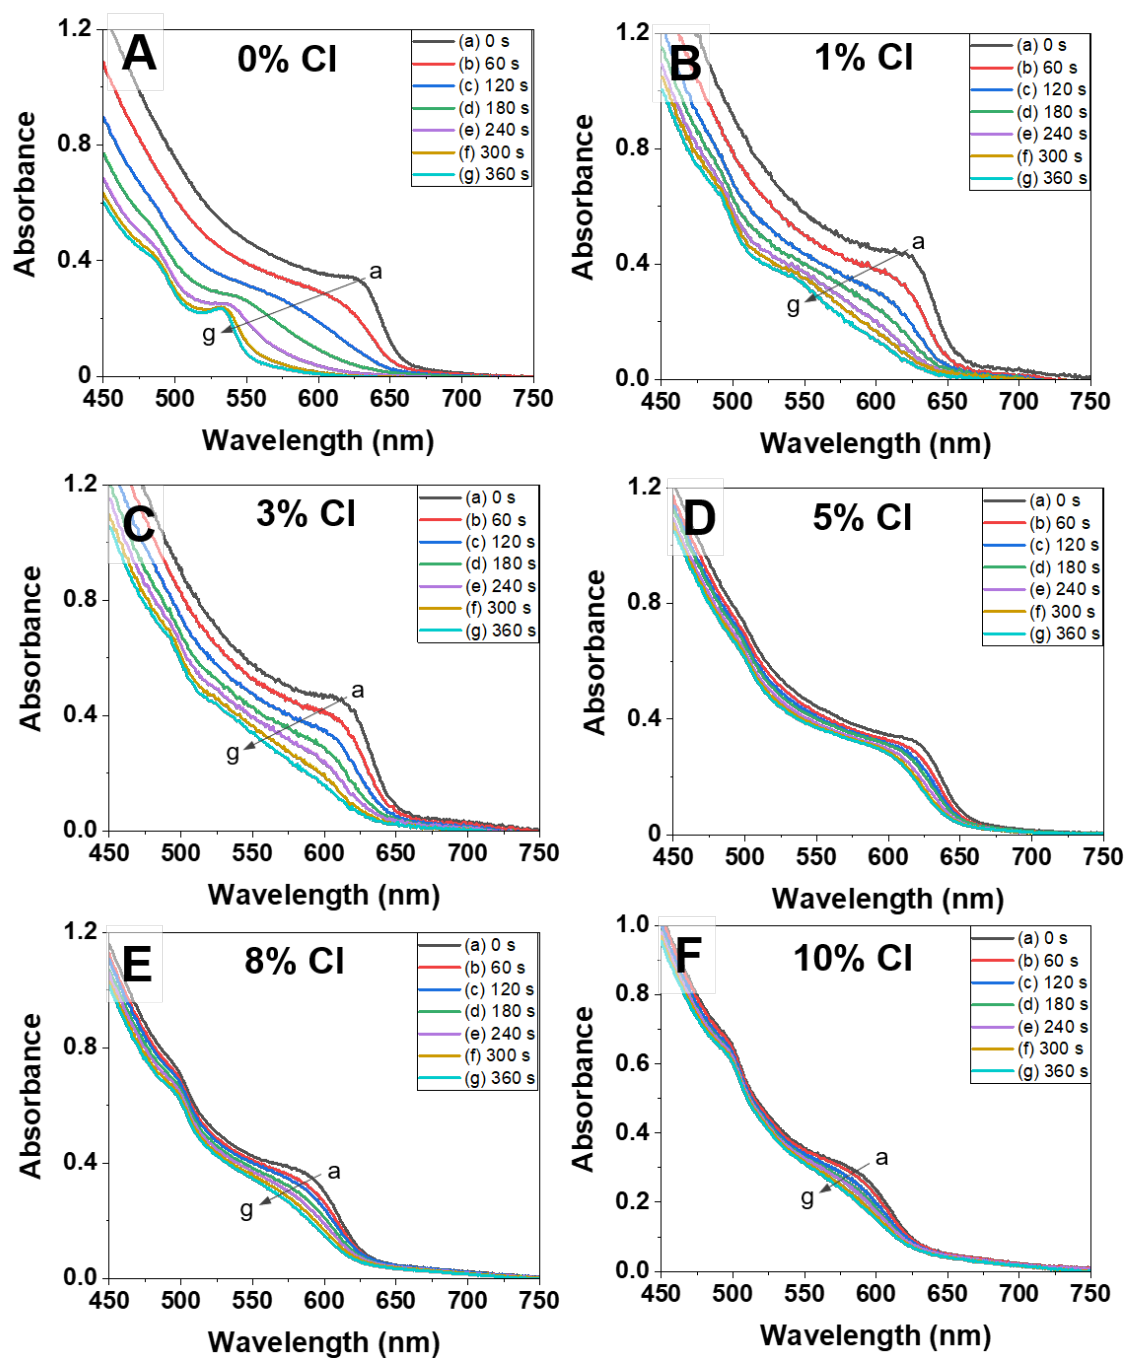 A
0% Cl
(a) 0 s
(b) 60 s
(c) 120 s
(d) 180 s
(e) 240 s
(f) 300 s
(g) 360 s
1.2
0.8
0.4
0
a
g
450 500 550 600 650 700 750
Absorbance
Wavelength (nm)
B
1% Cl
(a) 0 s
(b) 60 s
(c) 120 s
(d) 180 s
(e) 240 s
(f) 300 s
(g) 360 s
1.2
0.8
0.4
0.0
a
g
450 500 550 600 650 700 750
Absorbance
Wavelength (nm)
C
3% Cl
(a) 0 s
(b) 60 s
(c) 120 s
(d) 180 s
(e) 240 s
(f) 300 s
(g) 360 s
1.2
0.8
0.4
0.0
a
g
450 500 550 600 650 700 750
Absorbance
Wavelength (nm)
D
5% Cl
(a) 0 s
(b) 60 s
(c) 120 s
(d) 180 s
(e) 240 s
(f) 300 s
(g) 360 s
1.2
0.8
0.4
0
450 500 550 600 650 700 750
Absorbance
Wavelength (nm)
E
8% Cl
(a) 0 s
(b) 60 s
(c) 120 s
(d) 180 s
(e) 240 s
(f) 300 s
(g) 360 s
1.2
0.8
0.4
0.0
a
g
450 500 550 600 650 700 750
Absorbance
Wavelength (nm)
F
10% Cl
(a) 0 s
(b) 60 s
(c) 120 s
(d) 180 s
(e) 240 s
(f) 300 s
(g) 360 s
1.0
0.8
0.6
0.4
0.2
0.0
a
g
450 500 550 600 650 700 750
Absorbance
Wavelength (nm)